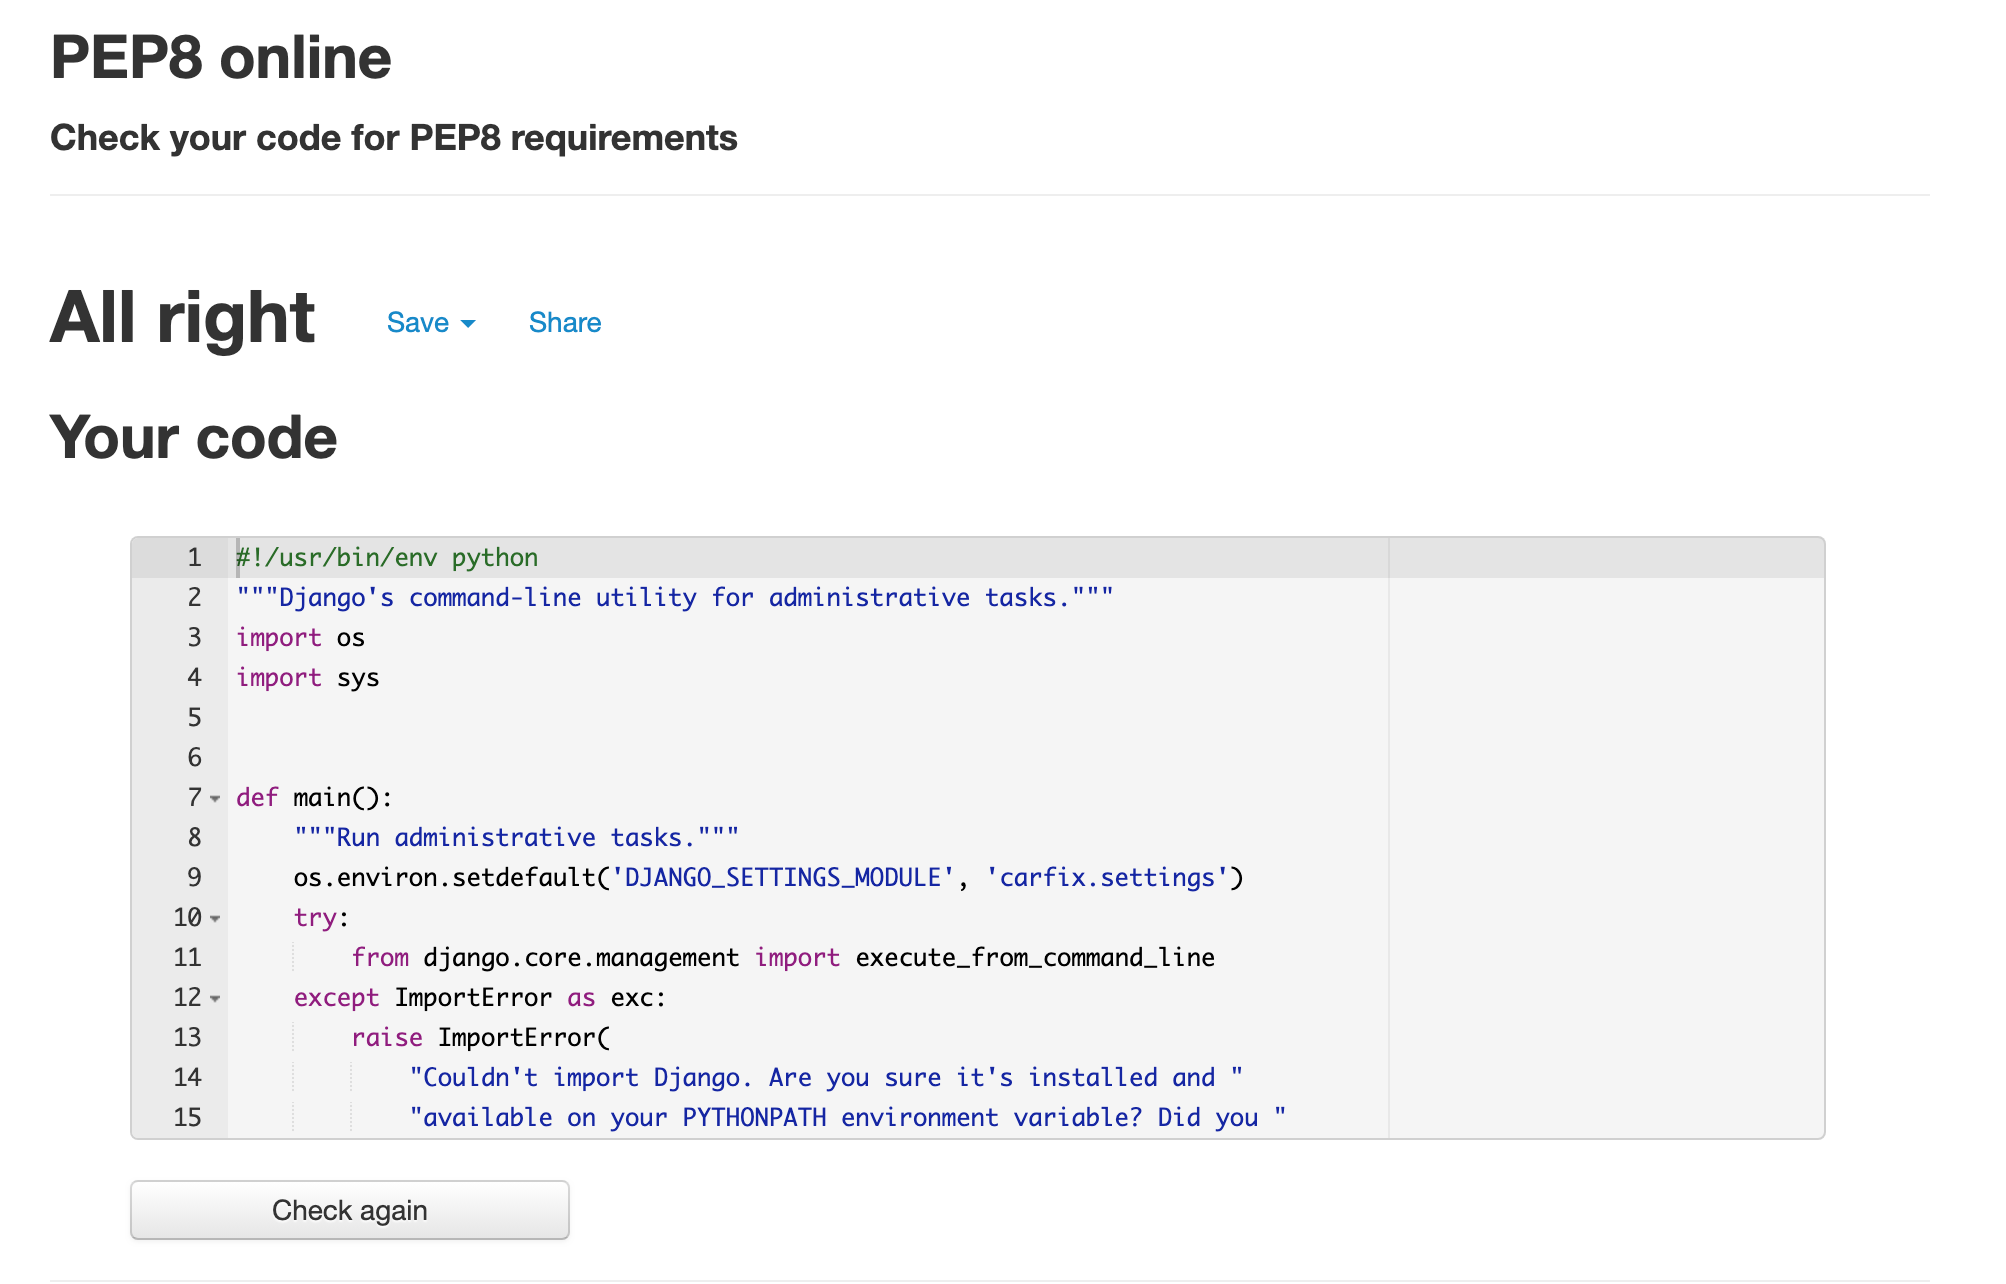 PEP8 online
Check your code for PEP8 requirements
All right Save Share
Your code
1 #!/usr/bin/env python
2 """Django's command-line utility for administrative tasks."""
3 import os
4 import sys
5
6
7 def main():
8     """Run administrative tasks."""
9     os.environ.setdefault('DJANGO_SETTINGS_MODULE', 'carfix.settings')
10     try:
11         from django.core.management import execute_from_command_line
12     except ImportError as exc:
13         raise ImportError(
14             "Couldn't import Django. Are you sure it's installed and "
15             "available on your PYTHONPATH environment variable? Did you "
Check again